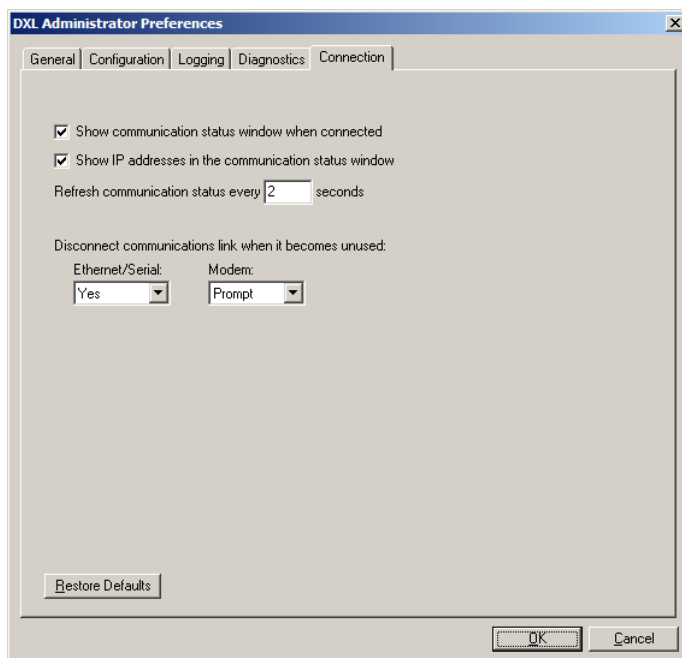 DXL Administrator Preferences
General Configuration Logging Diagnostics Connection
Show communication status window when connected
Show IP addresses in the communication status window
Refresh communication status every 2 seconds
Disconnect communications link when it becomes unused:
Ethernet/Serial: Modem:
Yes Prompt
Restore Defaults
OK Cancel